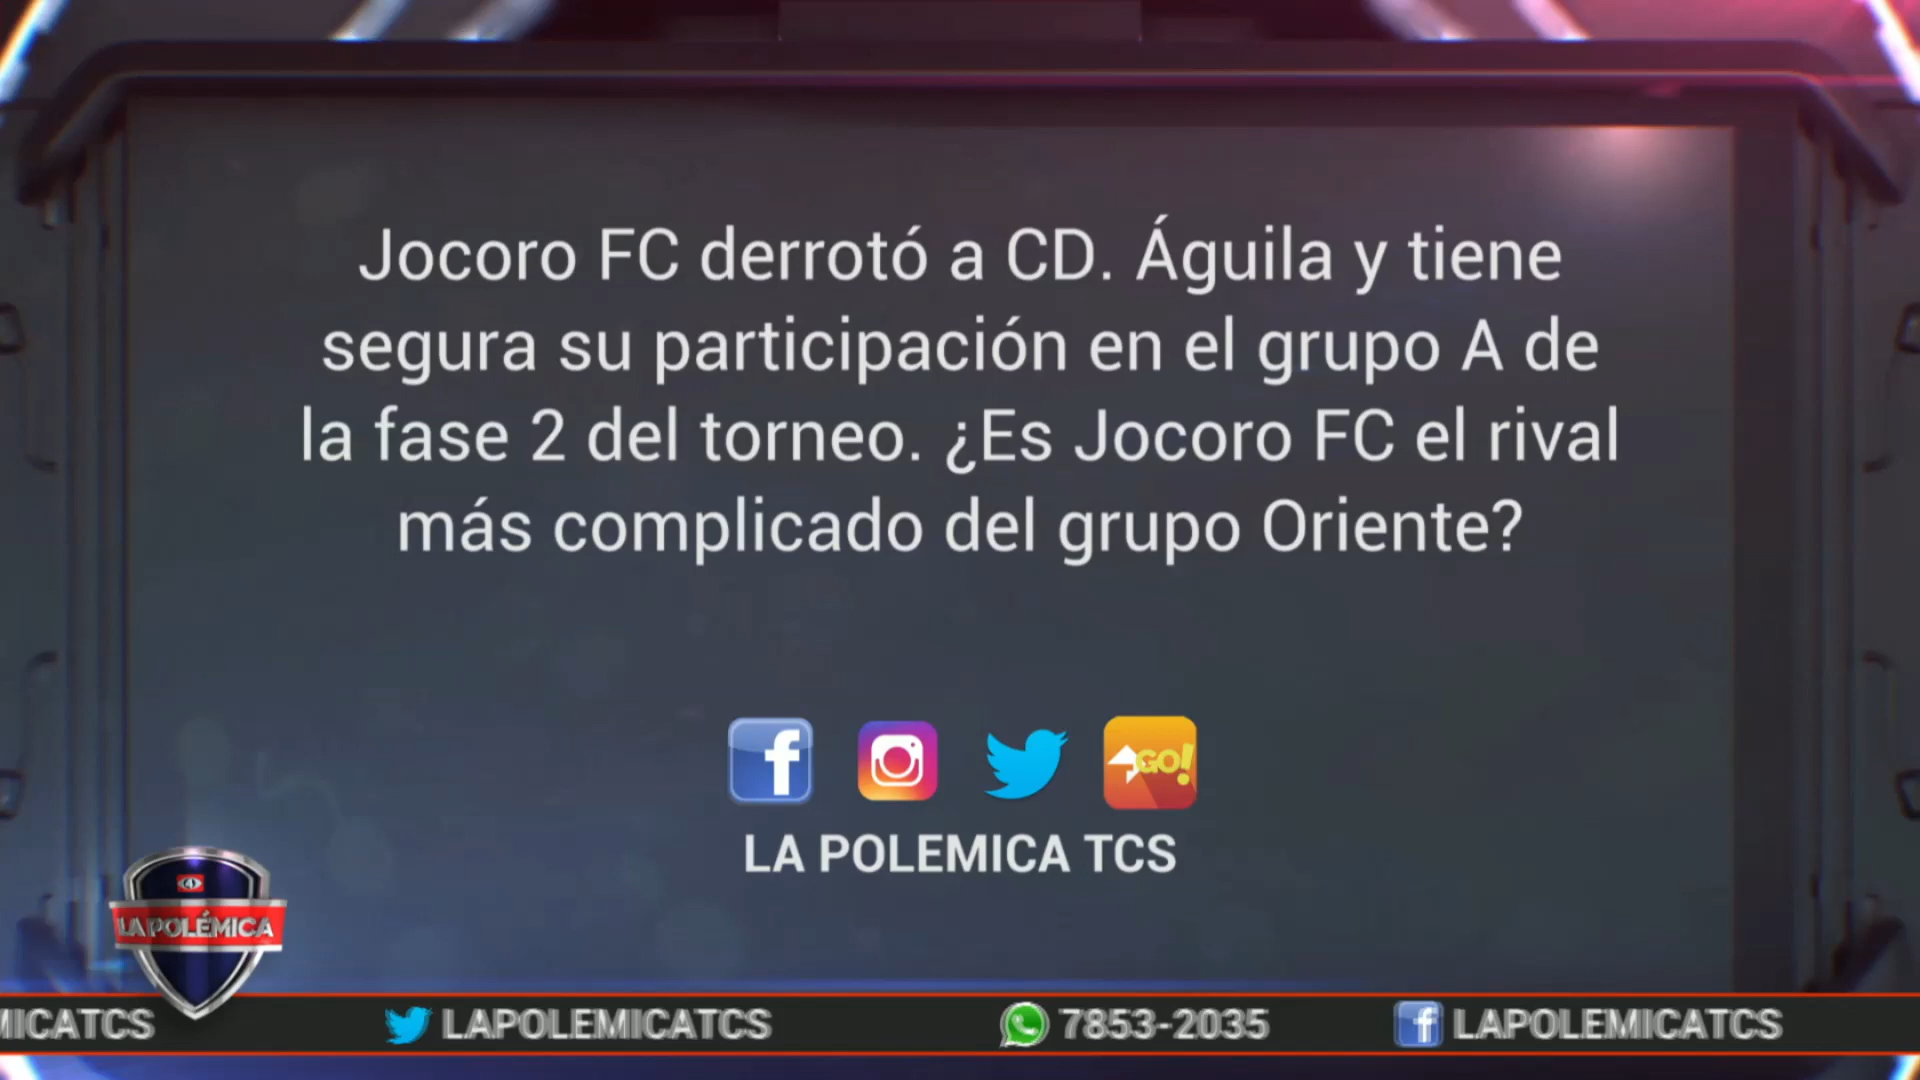 Jocoro FC derrotó a CD. Águila y tiene
segura su participación en el grupo A de
la fase 2 del torneo. ¿Es Jocoro FC el rival
más complicado del grupo Oriente?
GO!
LA POLEMICA TCS
4
LA POLÉMICA
MICATCS LAPOLEMICATCS 7853-2035 LAPOLEMICATCS